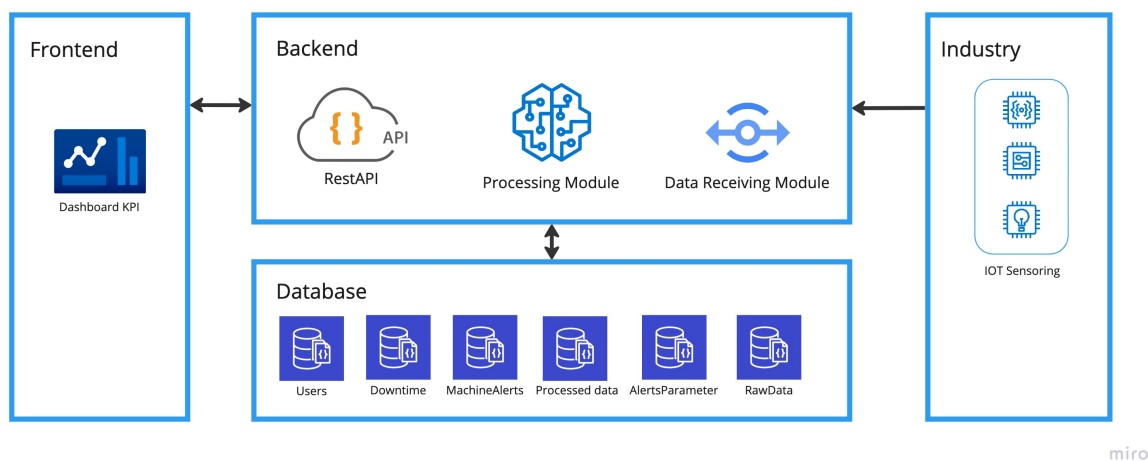 Frontend
Dashboard KPI
Backend
{ }
API
RestAPI
Processing Module
Data Receiving Module
Database
Users
Downtime
MachineAlerts
Processed data
AlertsParameter
RawData
Industry
IOT Sensoring
miro